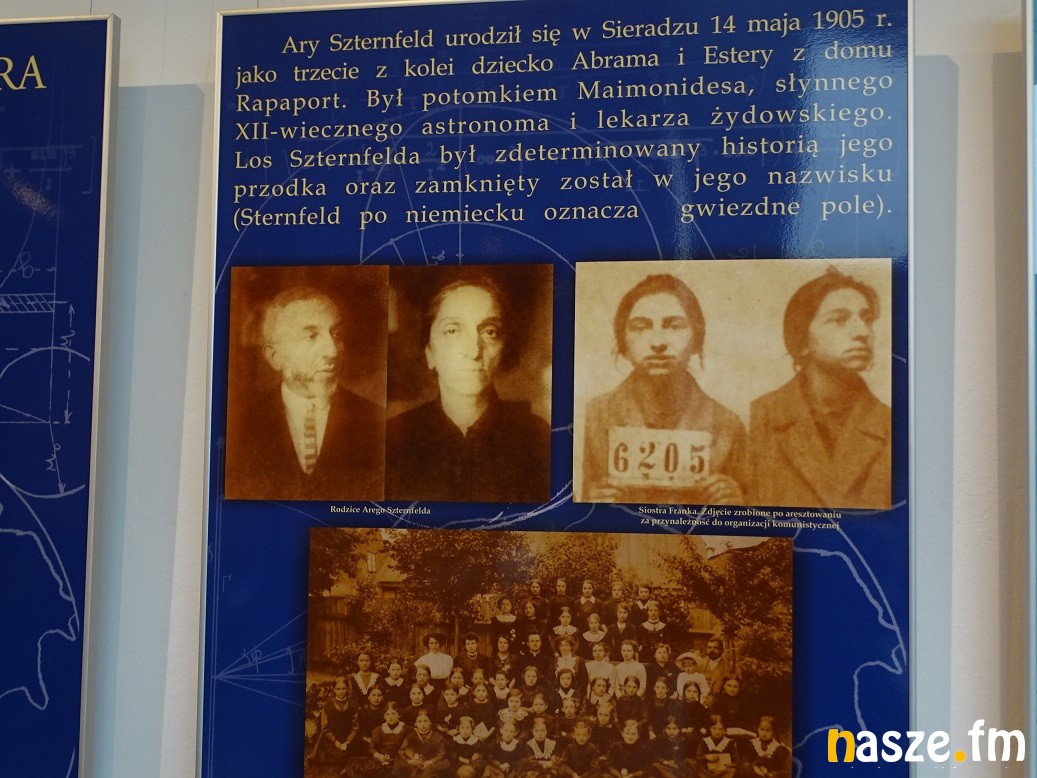 RA
Ary Szternfeld urodził się w Sieradzu 14 maja 1905 r.
jako trzecie z kolei dziecko Abrama i Estery z domu
Rapaport. Był potomkiem Maimonidesa, słynnego
XII-wiecznego astronoma i lekarza żydowskiego.
Los Szternfelda był zdeterminowany historią jego
przodka oraz zamknięty został w jego nazwisku
(Sternfeld po niemiecku oznacza gwiezdne pole).
6205
Rodzice Arego Szternfelda
Siostra Franka. Zdjęcie zrobione po aresztowaniu
za przynależność do organizacji komunistycznej
nasze.fm